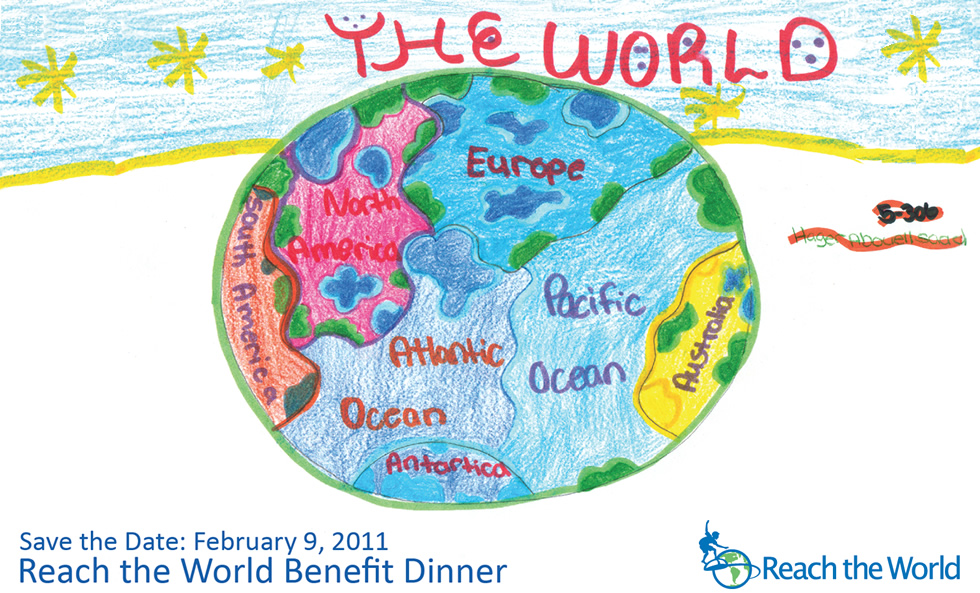 THE WORLD
5-306
Europe
North
America
South America
Pacific
Ocean
Australia
Atlantic
Ocean
Antartica
Save the Date: February 9, 2011
Reach the World Benefit Dinner
Reach the World